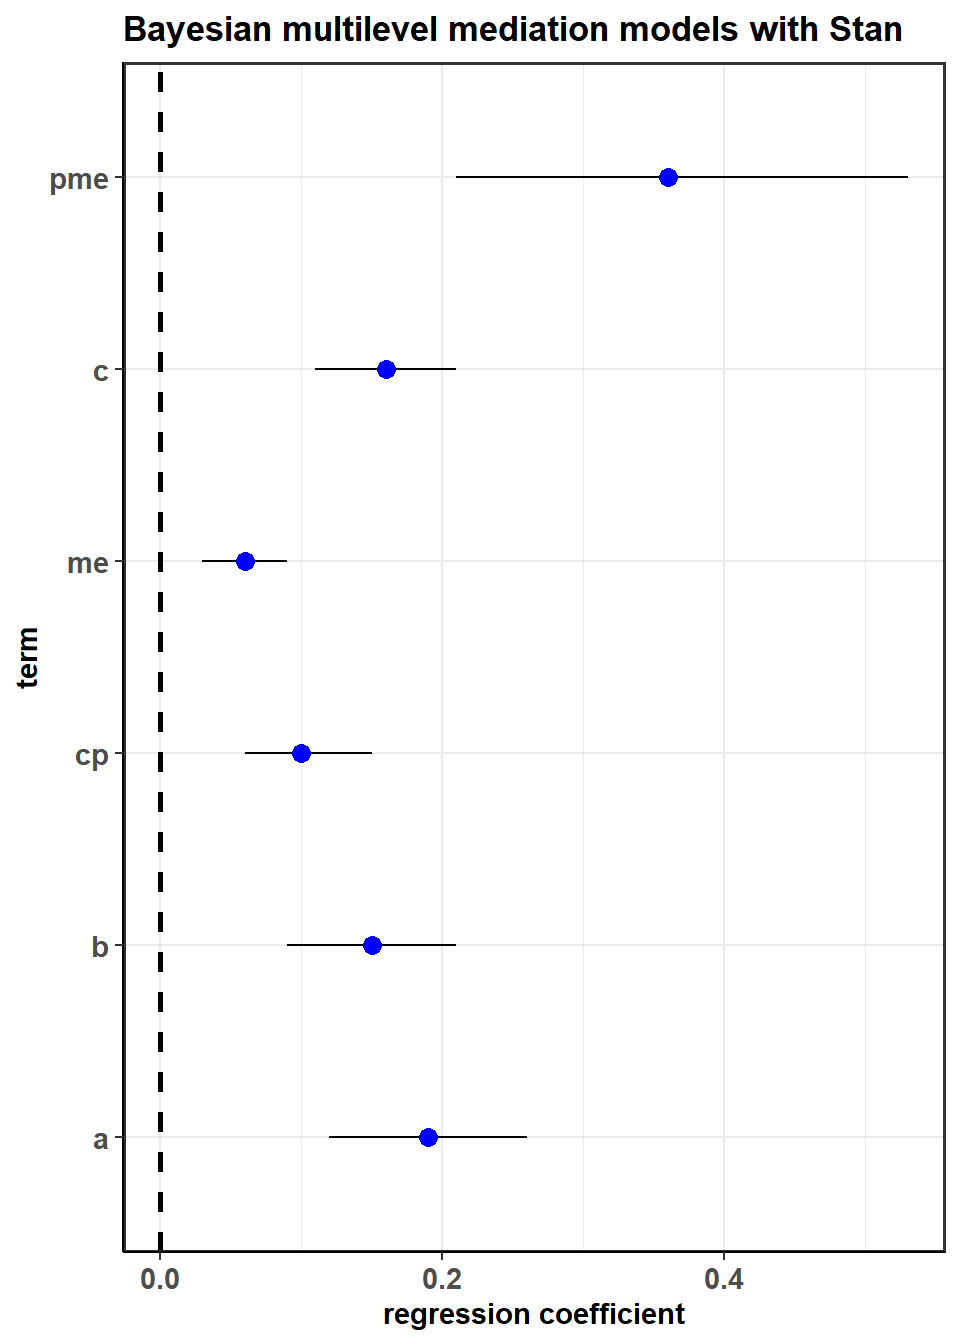 Bayesian multilevel mediation models with Stan
pme
c
me
cp
b
a
term
0.0 0.2 0.4
regression coefficient